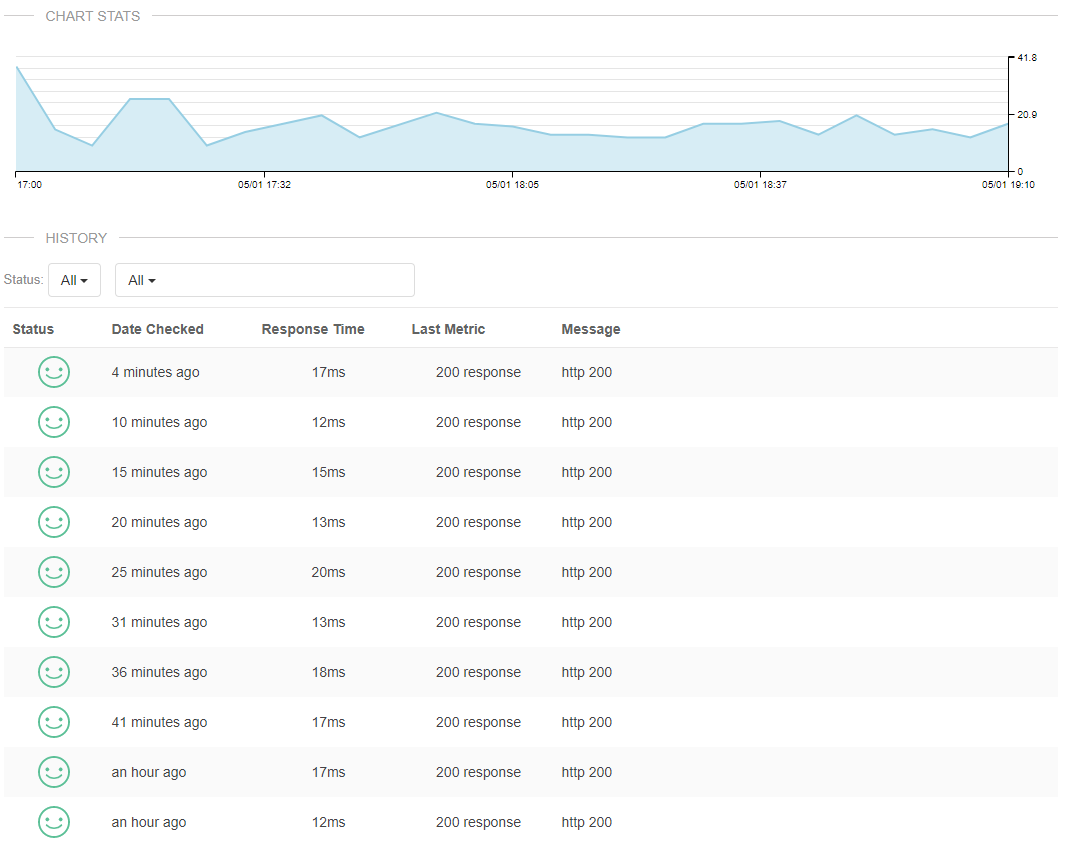 CHART STATS
41.8
20.9
0
17:00 05/01 17:32 05/01 18:05 05/01 18:37 05/01 19:10
HISTORY
Status: All All
Status Date Checked Response Time Last Metric Message
4 minutes ago 17ms 200 response http 200
10 minutes ago 12ms 200 response http 200
15 minutes ago 15ms 200 response http 200
20 minutes ago 13ms 200 response http 200
25 minutes ago 20ms 200 response http 200
31 minutes ago 13ms 200 response http 200
36 minutes ago 18ms 200 response http 200
41 minutes ago 17ms 200 response http 200
an hour ago 17ms 200 response http 200
an hour ago 12ms 200 response http 200